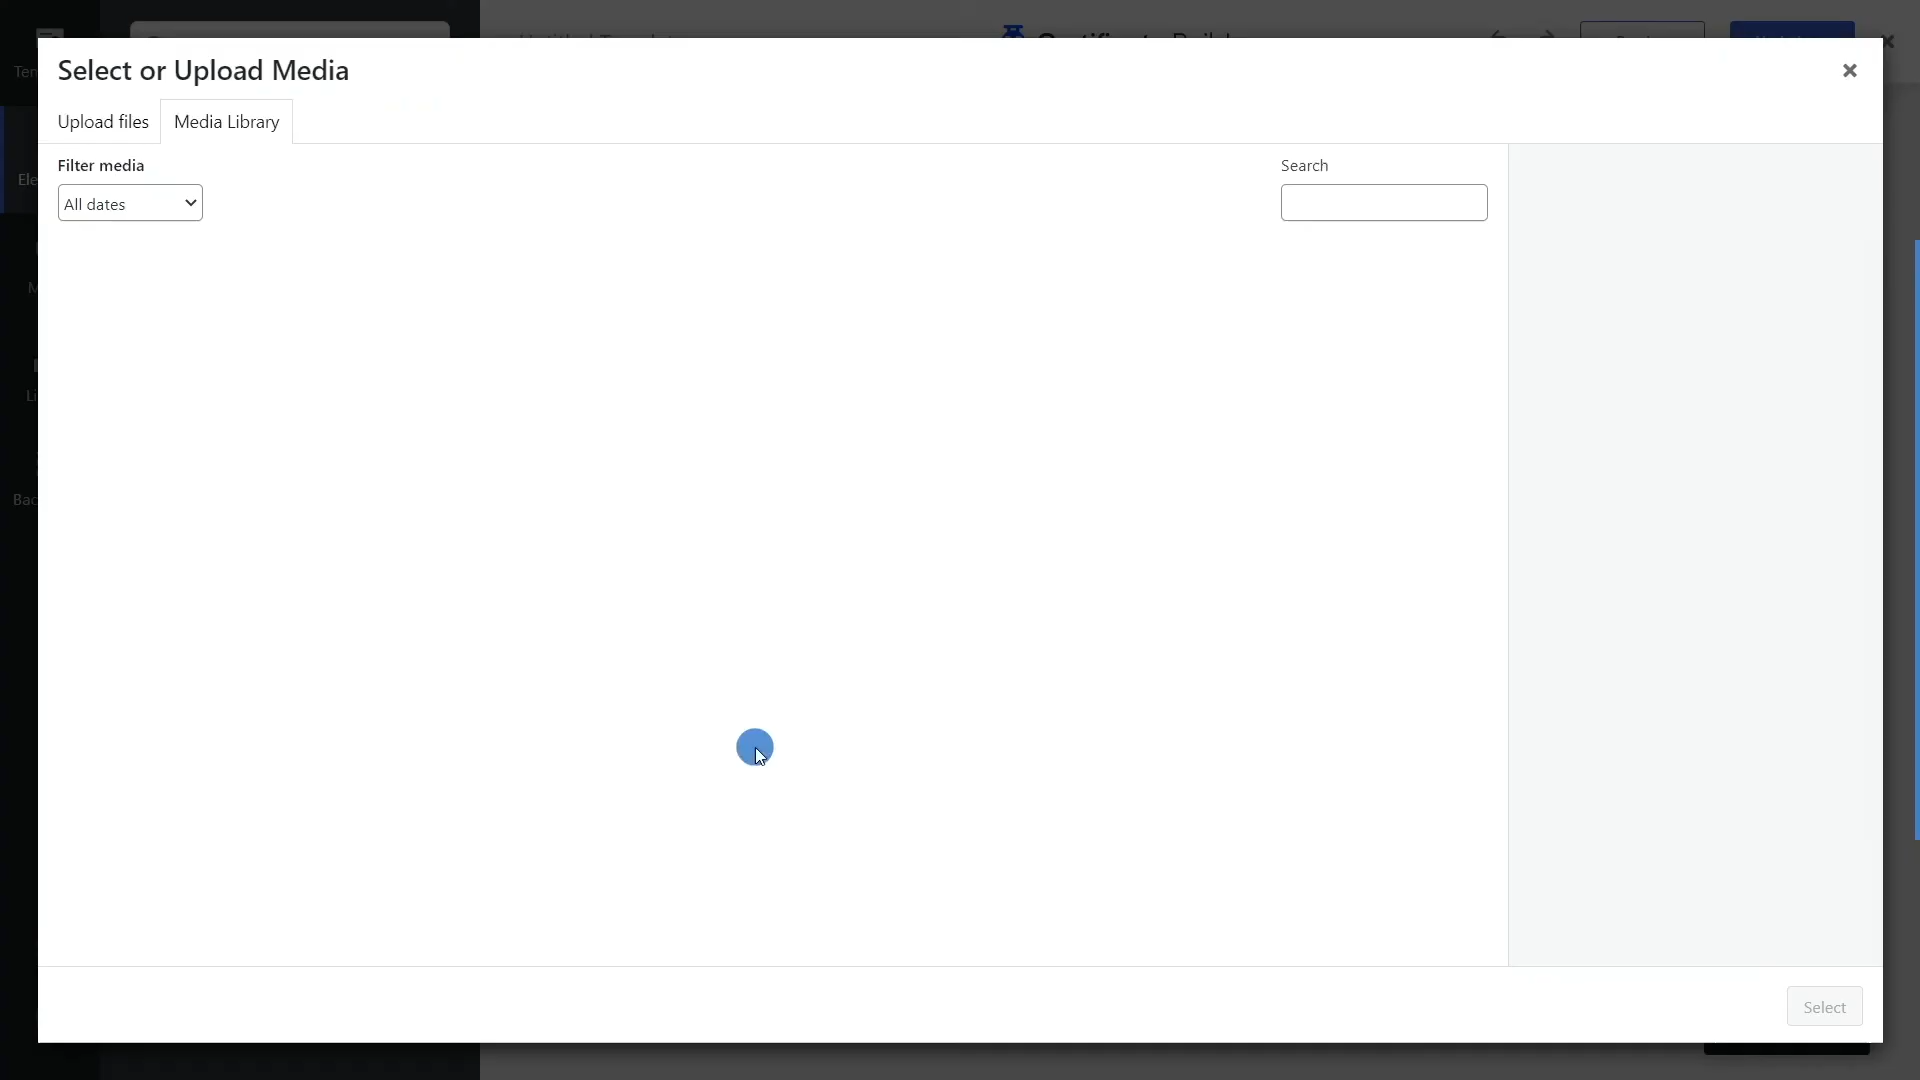 Select or Upload Media
Upload files
Media Library
Filter media
All dates
Search
Select